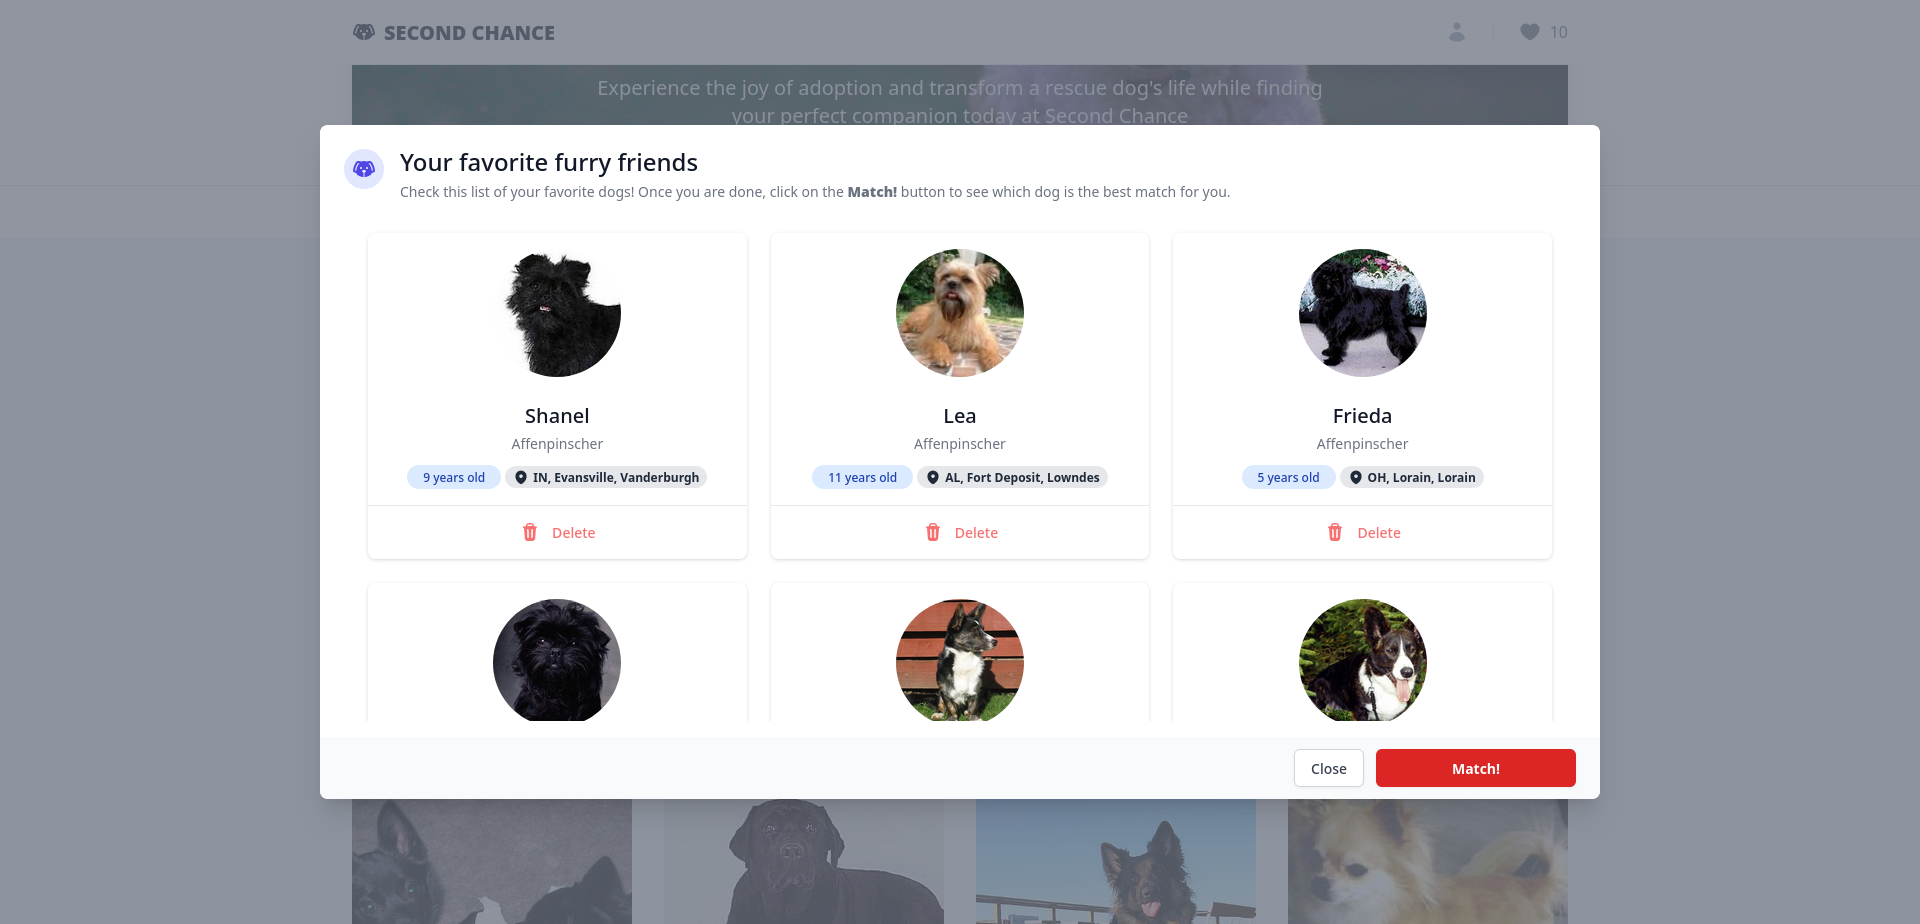 SECOND CHANCE
10
Experience the joy of adoption and transform a rescue dog's life while finding
your perfect companion today at Second Chance
Your favorite furry friends
Check this list of your favorite dogs! Once you are done, click on the Match! button to see which dog is the best match for you.
Shanel
Affenpinscher
9 years old
IN, Evansville, Vanderburgh
Delete
Lea
Affenpinscher
11 years old
AL, Fort Deposit, Lowndes
Delete
Frieda
Affenpinscher
5 years old
OH, Lorain, Lorain
Delete
Close
Match!